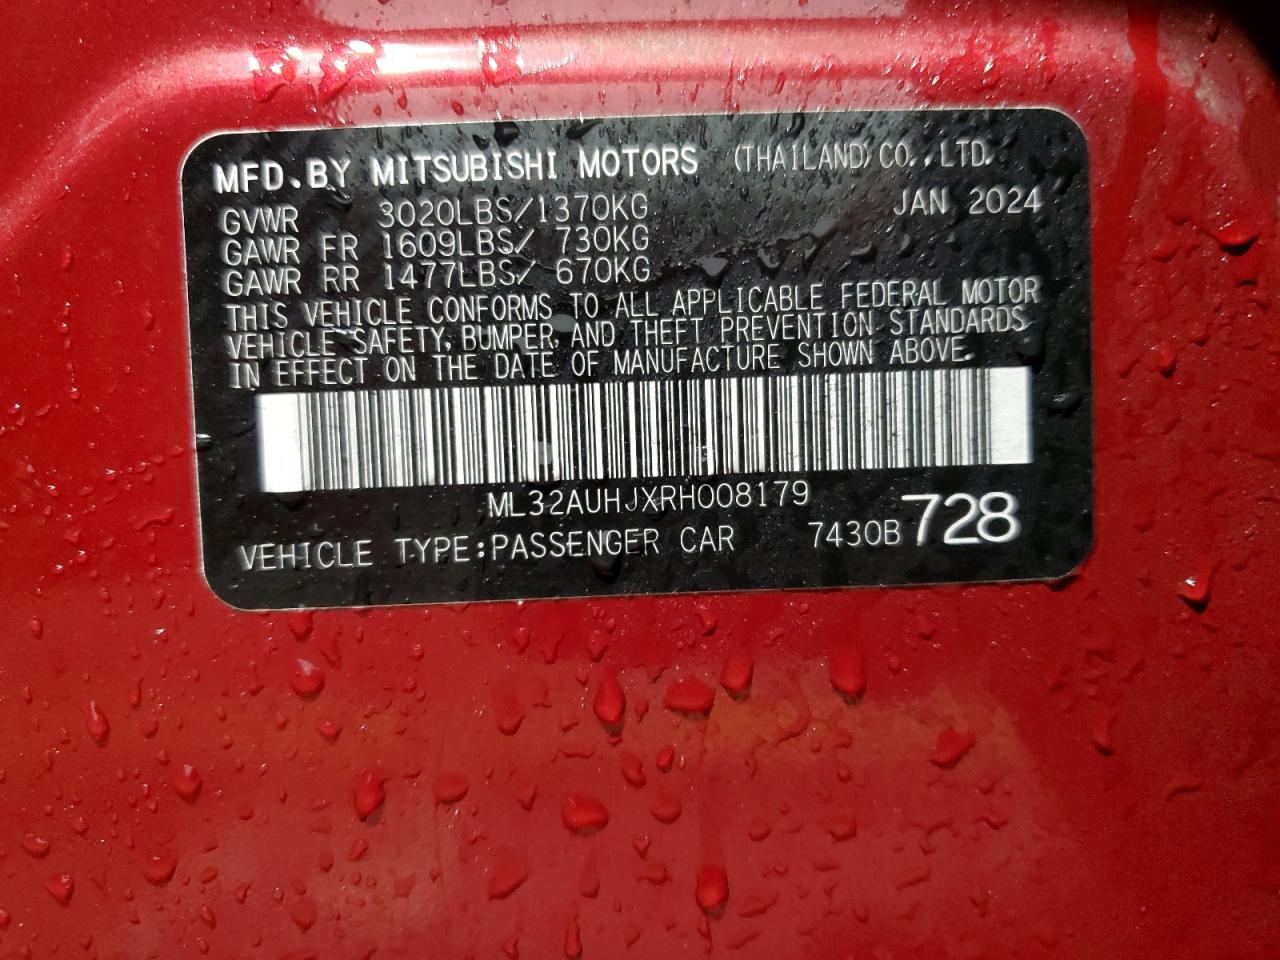 MFD.BY MITSUBISHI MOTORS (THAILAND) CO.,LTD.
GVWR 3020LBS/1370KG JAN 2024
GAWR FR 1609LBS/ 730KG
GAWR RR 1477LBS/ 670KG
THIS VEHICLE CONFORMS TO ALL APPLICABLE FEDERAL MOTOR
VEHICLE SAFETY, BUMPER, AND THEFT PREVENTION STANDARDS
IN EFFECT ON THE DATE OF MANUFACTURE SHOWN ABOVE.
ML32AUHJXRH008179
VEHICLE TYPE:PASSENGER CAR 7430B 728